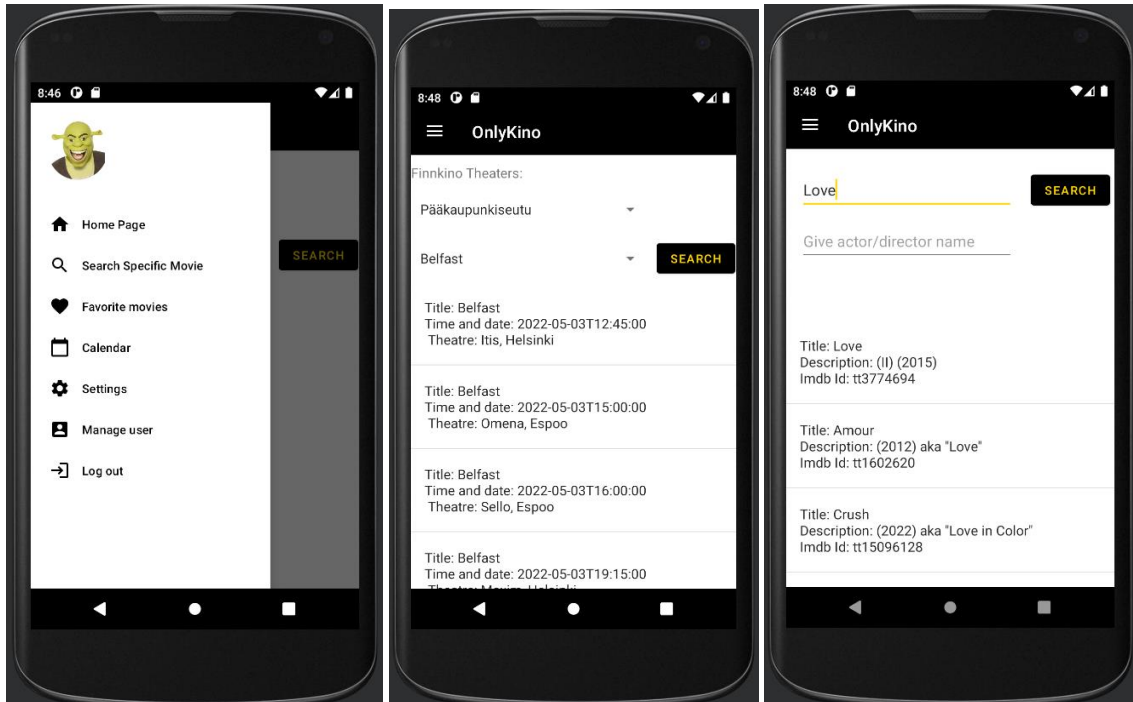 8:46
SEARCH
Home Page
Search Specific Movie
Favorite movies
Calendar
Settings
Manage user
Log out
8:48
OnlyKino
Finnkino Theaters:
Pääkaupunkiseutu
Belfast
SEARCH
Title: Belfast
Time and date: 2022-05-03T12:45:00
Theatre: Itis, Helsinki
Title: Belfast
Time and date: 2022-05-03T15:00:00
Theatre: Omena, Espoo
Title: Belfast
Time and date: 2022-05-03T16:00:00
Theatre: Sello, Espoo
Title: Belfast
Time and date: 2022-05-03T19:15:00
Theatre: Maxim, Helsinki
8:48
OnlyKino
Love
SEARCH
Give actor/director name
Title: Love
Description: (II) (2015)
Imdb Id: tt3774694
Title: Amour
Description: (2012) aka "Love"
Imdb Id: tt1602620
Title: Crush
Description: (2022) aka "Love in Color"
Imdb Id: tt15096128